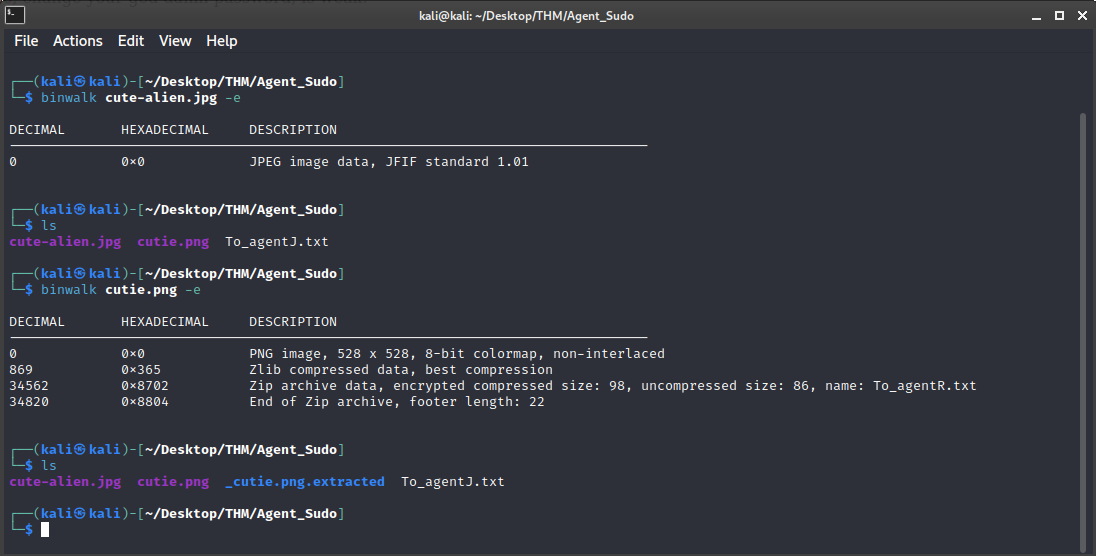 kali@kali: ~/Desktop/THM/Agent_Sudo
File Actions Edit View Help
┌──(kali㉿kali)-[~/Desktop/THM/Agent_Sudo]
└─$ binwalk cute-alien.jpg -e
DECIMAL HEXADECIMAL DESCRIPTION
--------------------------------------------------------------------------------
0 0×0 JPEG image data, JFIF standard 1.01
┌──(kali㉿kali)-[~/Desktop/THM/Agent_Sudo]
└─$ ls
cute-alien.jpg cutie.png To_agentJ.txt
┌──(kali㉿kali)-[~/Desktop/THM/Agent_Sudo]
└─$ binwalk cutie.png -e
DECIMAL HEXADECIMAL DESCRIPTION
--------------------------------------------------------------------------------
0 0×0 PNG image, 528 x 528, 8-bit colormap, non-interlaced
869 0×365 Zlib compressed data, best compression
34562 0×8702 Zip archive data, encrypted compressed size: 98, uncompressed size: 86, name: To_agentR.txt
34820 0×8804 End of Zip archive, footer length: 22
┌──(kali㉿kali)-[~/Desktop/THM/Agent_Sudo]
└─$ ls
cute-alien.jpg cutie.png _cutie.png.extracted To_agentJ.txt
┌──(kali㉿kali)-[~/Desktop/THM/Agent_Sudo]
└─$